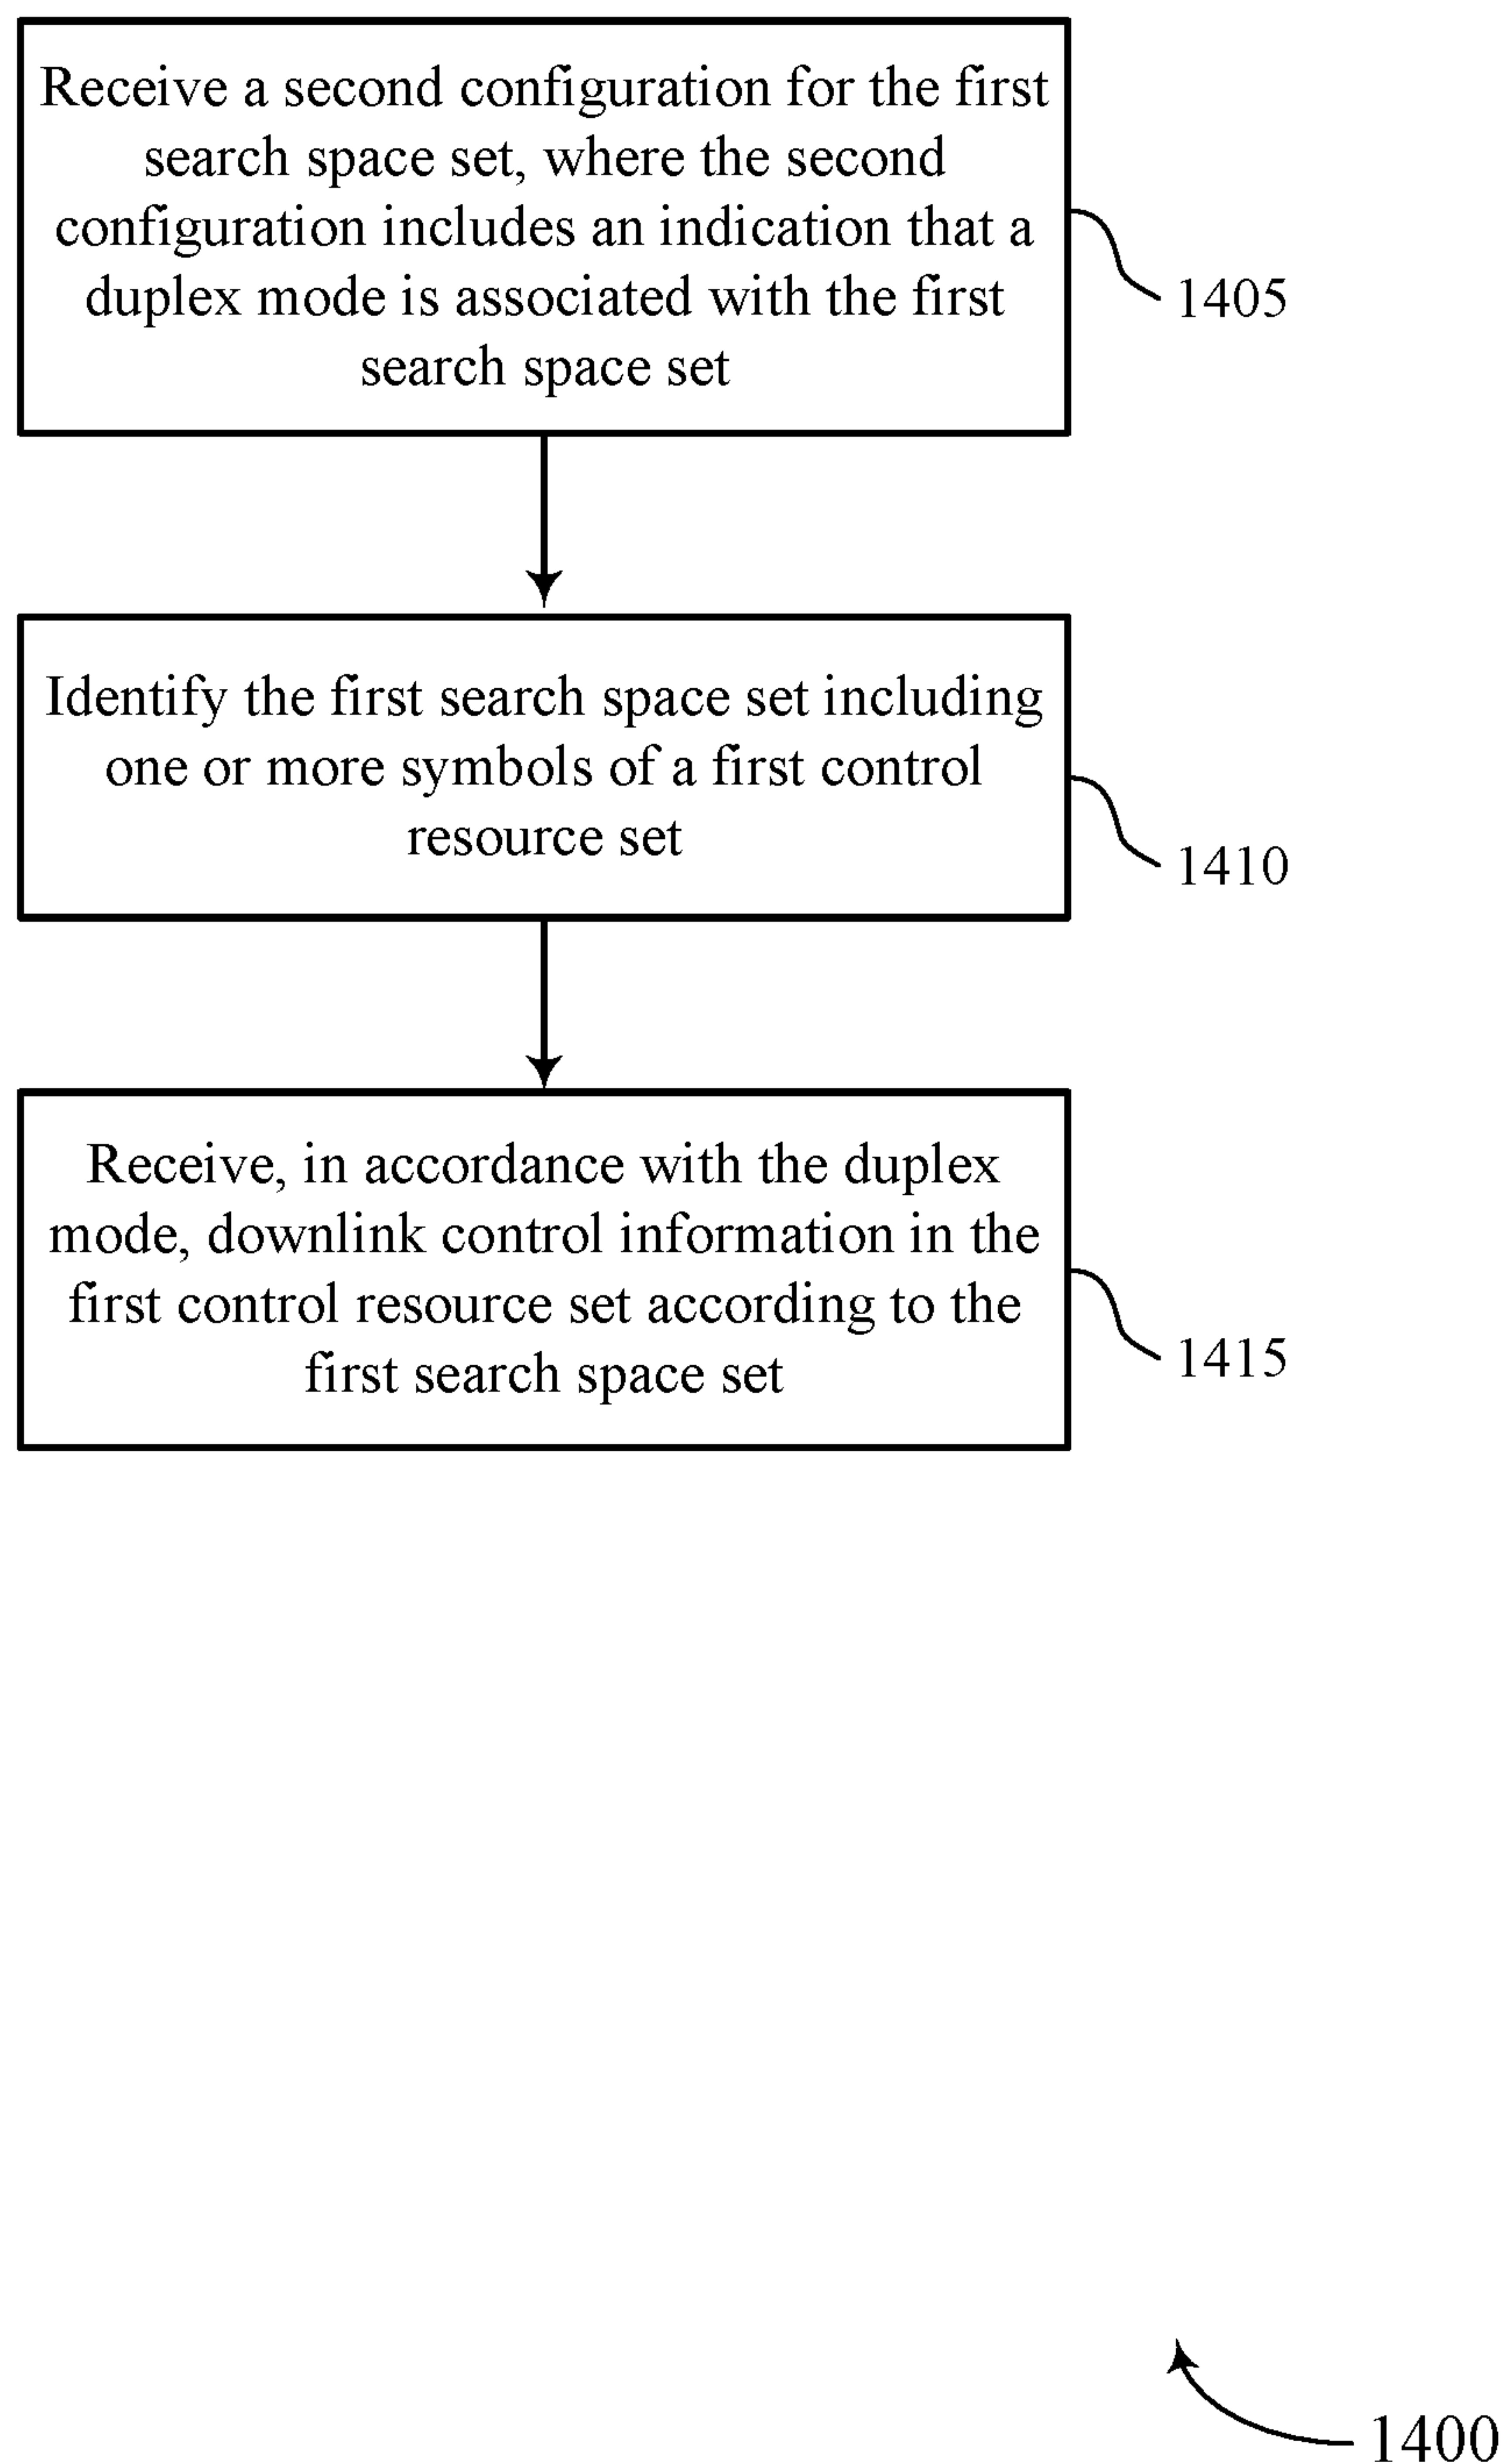 Receive a second configuration for the first
search space set, where the second
configuration includes an indication that a
duplex mode is associated with the first
search space set
1405
Identify the first search space set including
one or more symbols of a first control
resource set
1410
Receive, in accordance with the duplex
mode, downlink control information in the
first control resource set according to the
first search space set
1415
1400